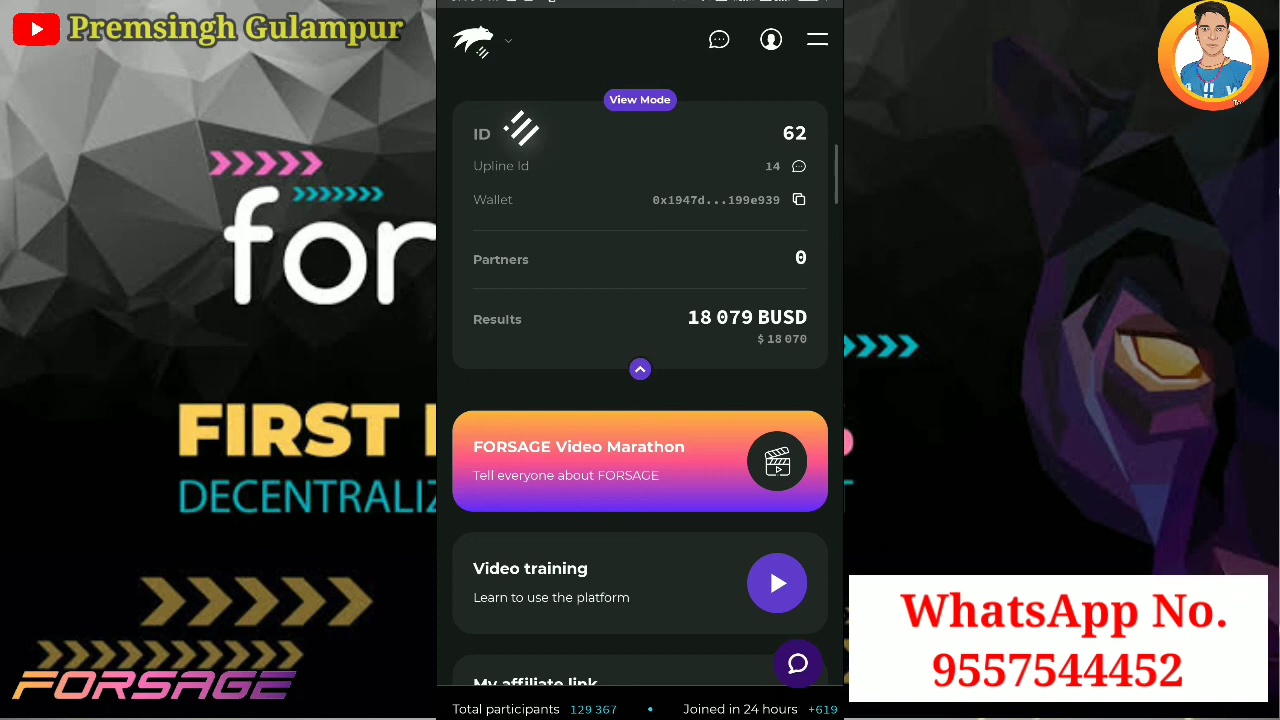 Premsingh Gulampur
for
FIRST
DECENTRALIZ
FORSAGE
View Mode
ID 62
Upline Id 14
Wallet 0x1947d...199e939
Partners 0
Results 18 079 BUSD
$ 18 070
FORSAGE Video Marathon
Tell everyone about FORSAGE
Video training
Learn to use the platform
My affiliate link
Total participants 129 367 • Joined in 24 hours +619
WhatsApp No.
9557544452